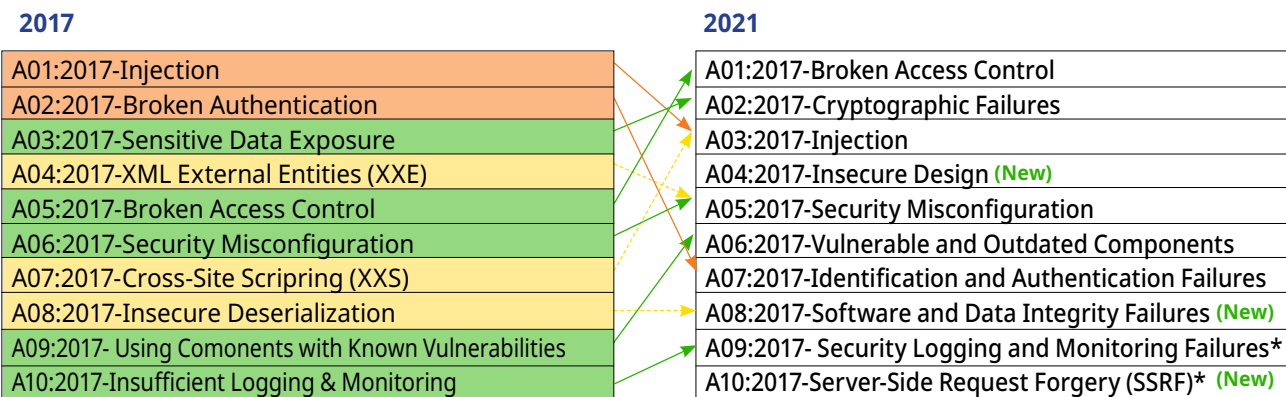 2017
A01:2017-Injection
A02:2017-Broken Authentication
A03:2017-Sensitive Data Exposure
A04:2017-XML External Entities (XXE)
A05:2017-Broken Access Control
A06:2017-Security Misconfiguration
A07:2017-Cross-Site Scripring (XXS)
A08:2017-Insecure Deserialization
A09:2017- Using Comonents with Known Vulnerabilities
A10:2017-Insufficient Logging & Monitoring
2021
A01:2017-Broken Access Control
A02:2017-Cryptographic Failures
A03:2017-Injection
A04:2017-Insecure Design (New)
A05:2017-Security Misconfiguration
A06:2017-Vulnerable and Outdated Components
A07:2017-Identification and Authentication Failures
A08:2017-Software and Data Integrity Failures (New)
A09:2017- Security Logging and Monitoring Failures*
A10:2017-Server-Side Request Forgery (SSRF)* (New)